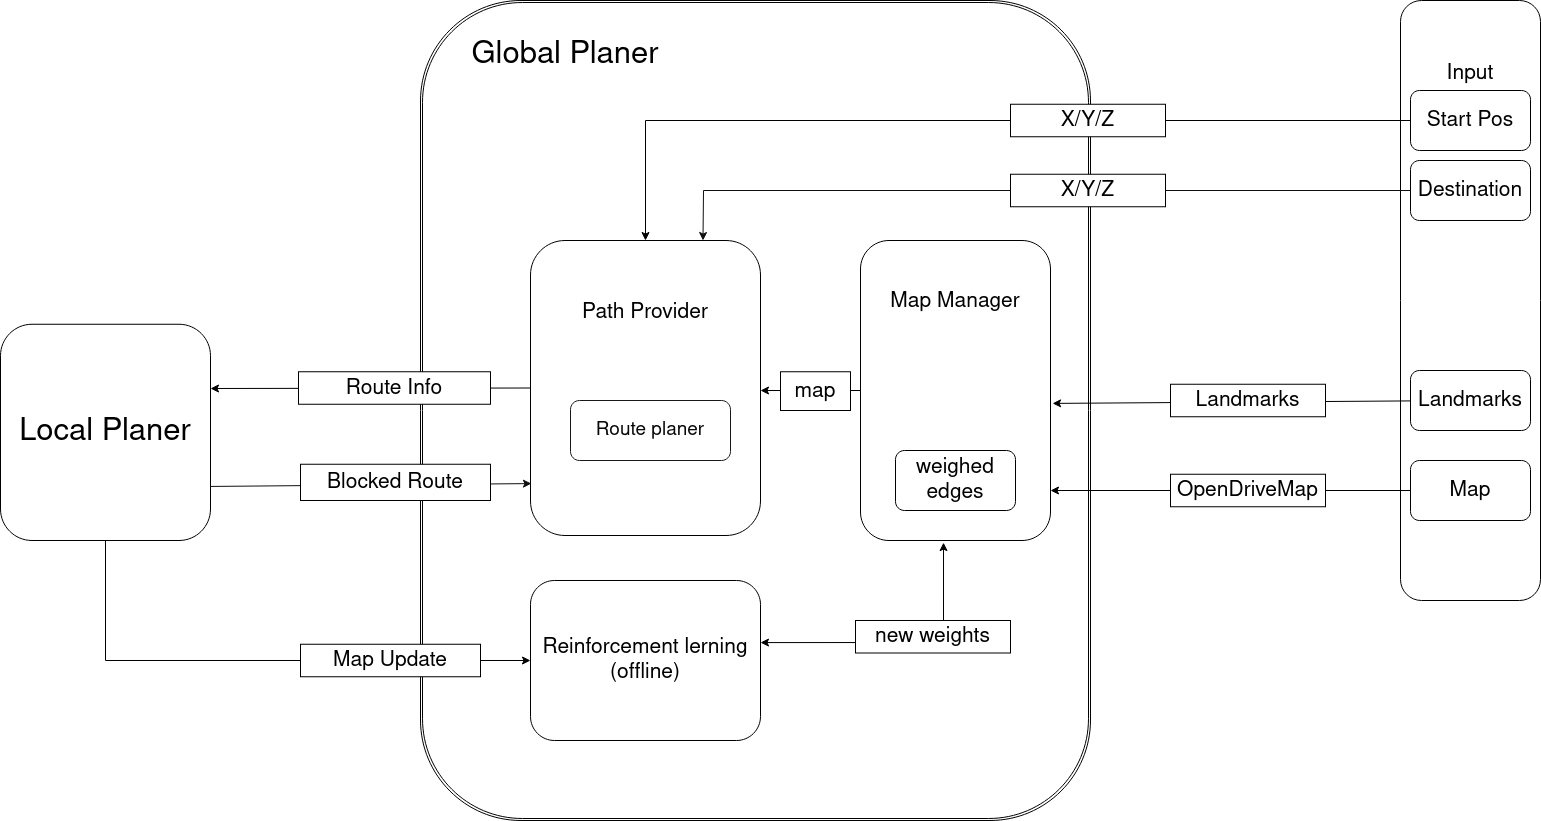 Global Planer
Input
X/Y/Z
Start Pos
X/Y/Z
Destination
Path Provider
Map Manager
Route Info
map
Landmarks
Landmarks
Local Planer
Route planer
Blocked Route
weighed
edges
OpenDriveMap
Map
Reinforcement lerning
(offline)
new weights
Map Update